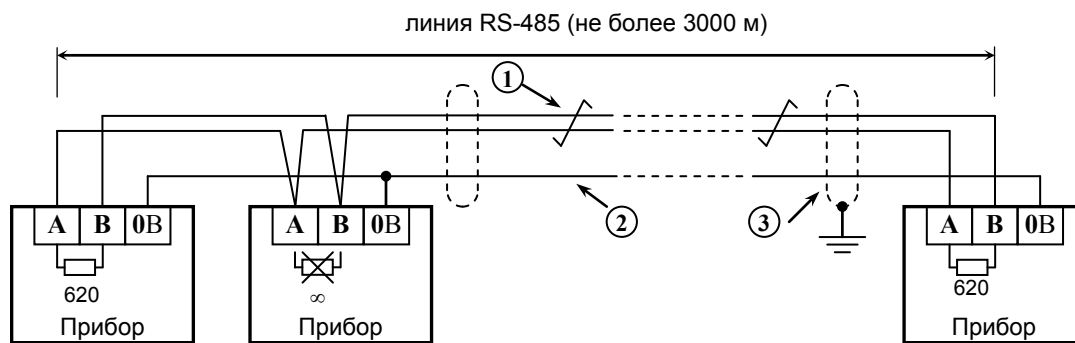 линия RS-485 (не более 3000 м)
1
2
3
A B 0B
620
Прибор
A B 0B
∞
Прибор
A B 0B
620
Прибор